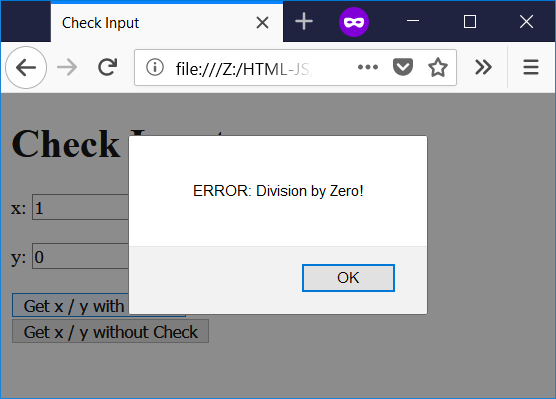 Check Input
file:///Z:/HTML-JS
Check
ERROR: Division by Zero!
x: 1
y: 0
OK
Get x / y with
Get x / y without Check